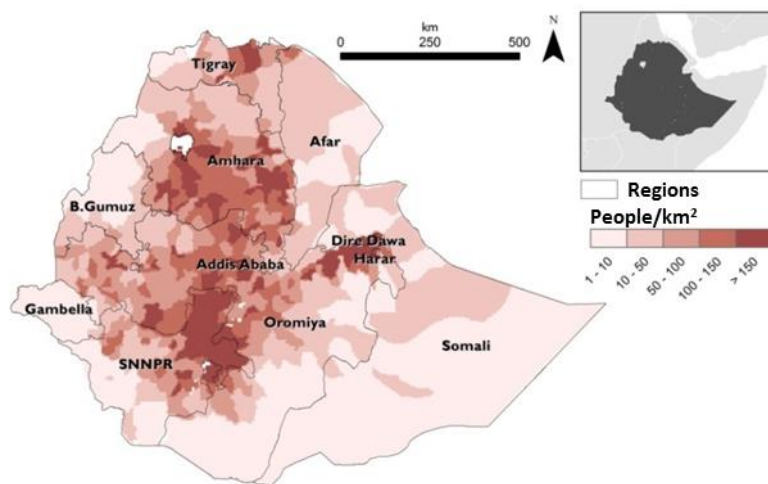 km
0 250 500
N
Tigray
Afar
Amhara
B.Gumuz
Dire Dawa
Harar
Addis Ababa
Gambella
Oromiya
SNNPR
Somali
Regions
People/km²
1 - 10
10 - 50
50 - 100
100 - 150
> 150